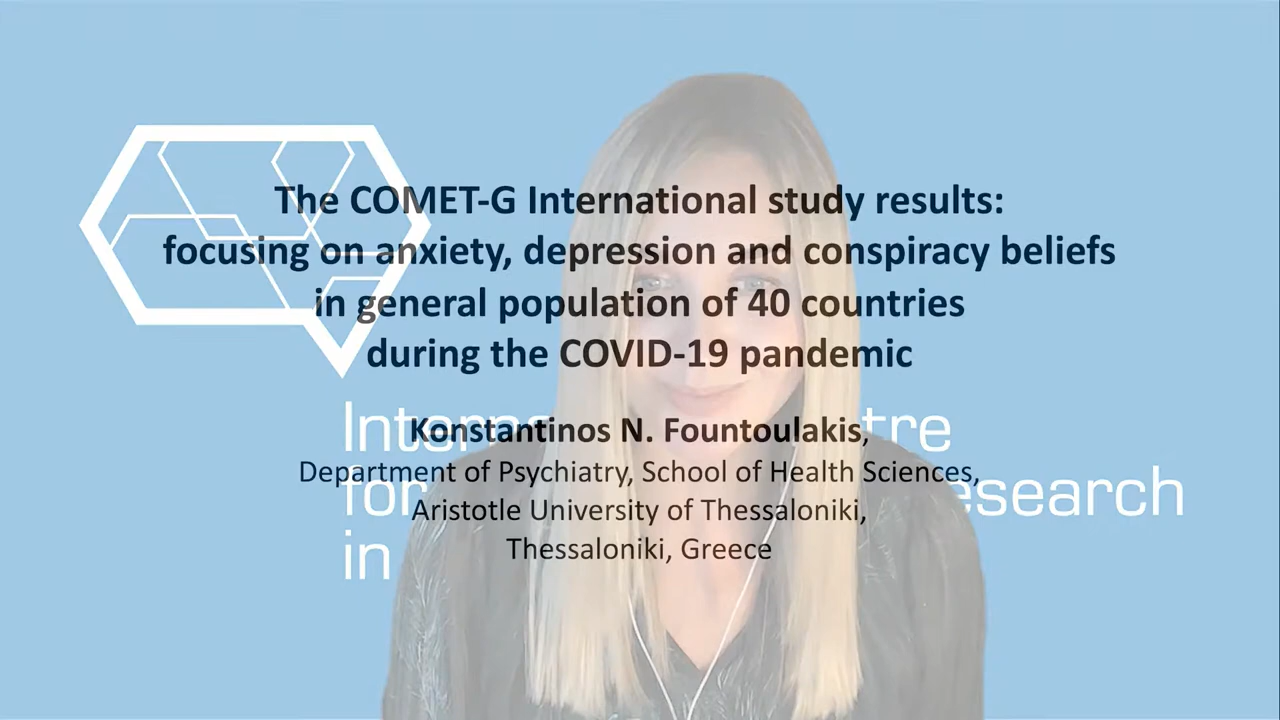 The COMET-G International study results:
focusing on anxiety, depression and conspiracy beliefs
in general population of 40 countries
during the COVID-19 pandemic
Konstantinos N. Fountoulakis,
Department of Psychiatry, School of Health Sciences,
Aristotle University of Thessaloniki,
Thessaloniki, Greece
for
in